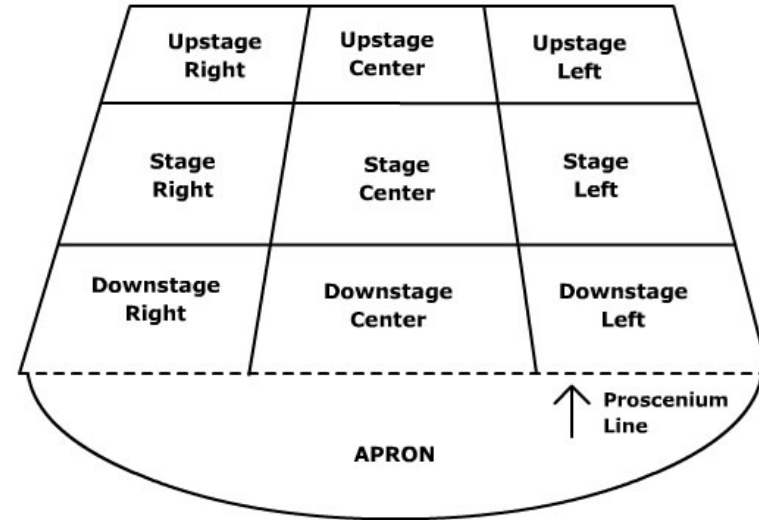 Upstage
Right
Upstage
Center
Upstage
Left
Stage
Right
Stage
Center
Stage
Left
Downstage
Right
Downstage
Center
Downstage
Left
Proscenium
Line
APRON